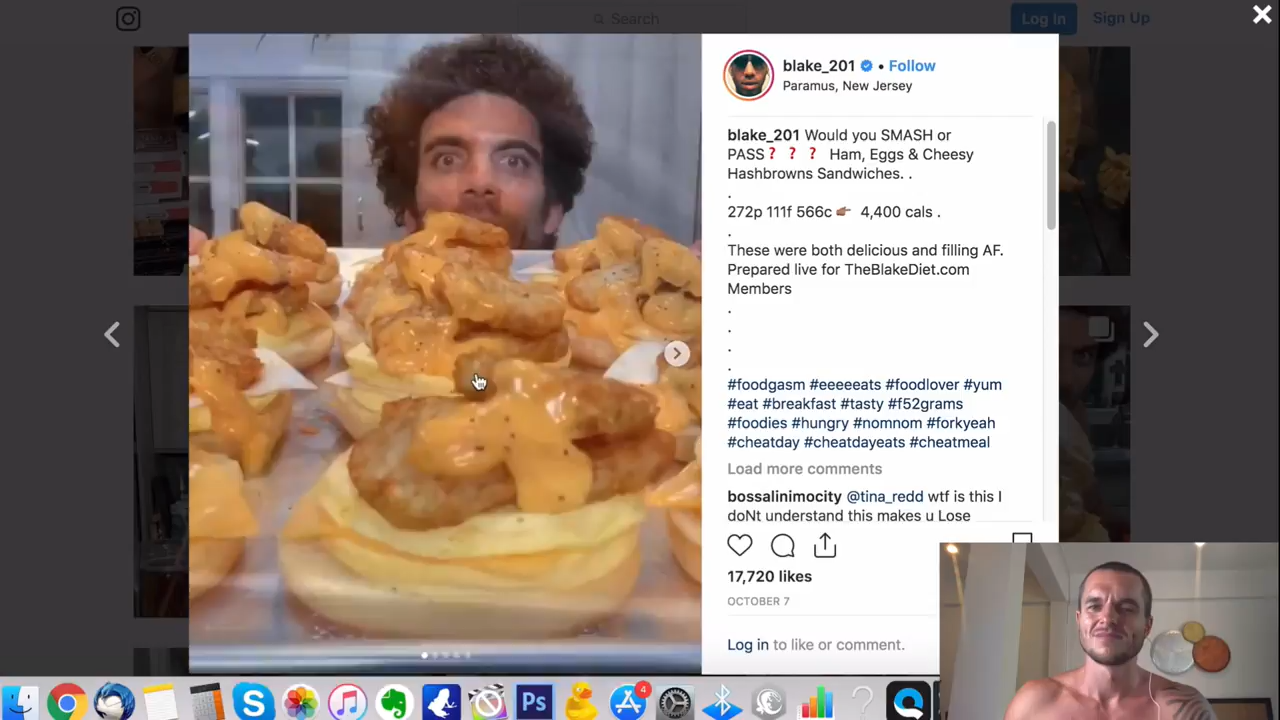 Search
Log In
Sign Up
blake_201 • Follow
Paramus, New Jersey
blake_201 Would you SMASH or
PASS❓ ❓ ❓ Ham, Eggs & Cheesy
Hashbrowns Sandwiches. .
.
272p 111f 566c 👉🏽 4,400 cals .
.
These were both delicious and filling AF.
Prepared live for TheBlakeDiet.com
Members
.
.
.
.
#foodgasm #eeeeeats #foodlover #yum
#eat #breakfast #tasty #f52grams
#foodies #hungry #nomnom #forkyeah
#cheatday #cheatdayeats #cheatmeal
Load more comments
bossalinimocity @tina_redd wtf is this I
doNt understand this makes u Lose
17,720 likes
OCTOBER 7
Log in to like or comment.
Ps
4